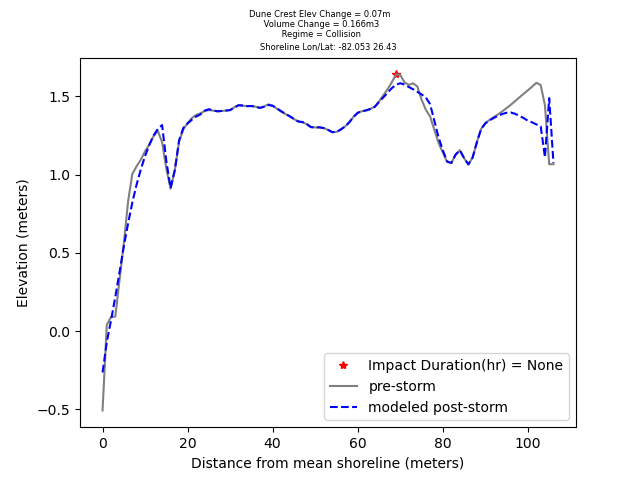 Dune Crest Elev Change = 0.07m
Volume Change = 0.166m3
Regime = Collision
Shoreline Lon/Lat: -82.053 26.43
1.5
1.0
0.5
0.0
−0.5
Elevation (meters)
Impact Duration(hr) = None
pre-storm
modeled post-storm
0 20 40 60 80 100
Distance from mean shoreline (meters)